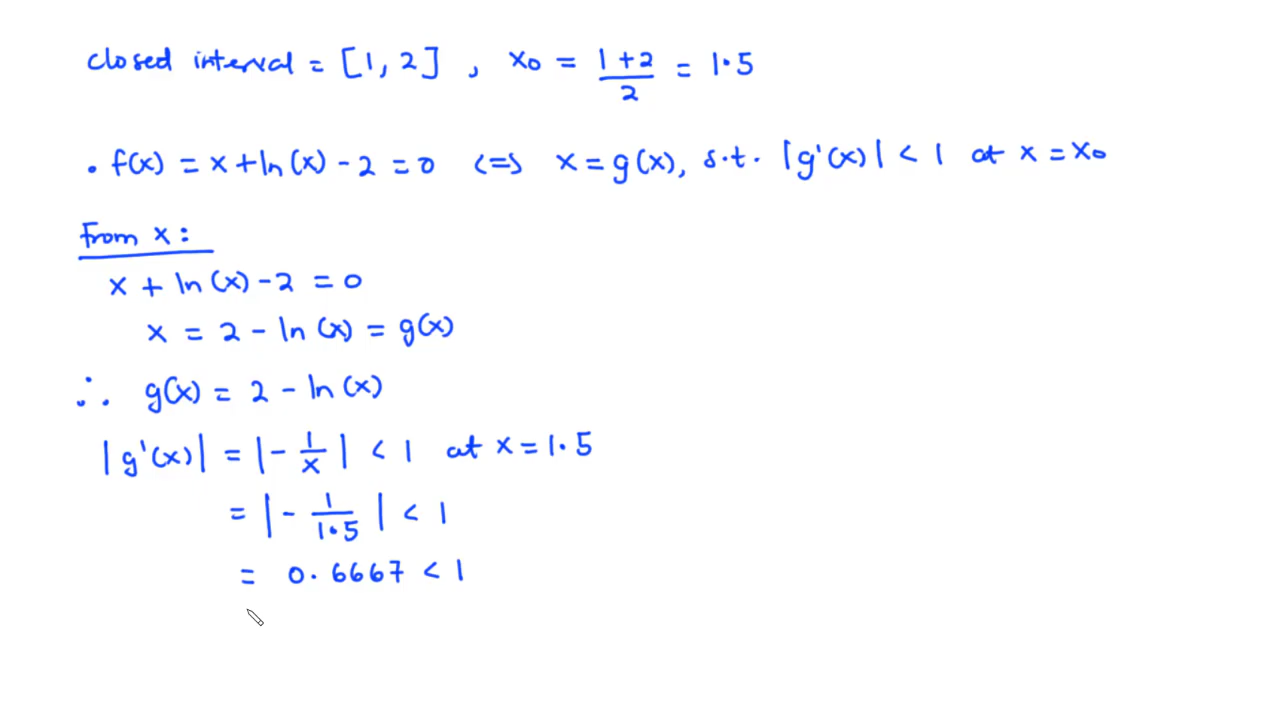 closed interval = [1, 2] , x0 = 1+2/2 = 1.5
• f(x) = x + ln(x) - 2 = 0 <=> x = g(x), s.t. |g'(x)| < 1 at x = x0
From x:
x + ln(x) - 2 = 0
x = 2 - ln(x) = g(x)
∴ g(x) = 2 - ln(x)
|g'(x)| = |- 1/x| < 1 at x = 1.5
= |- 1/1.5| < 1
= 0.6667 < 1